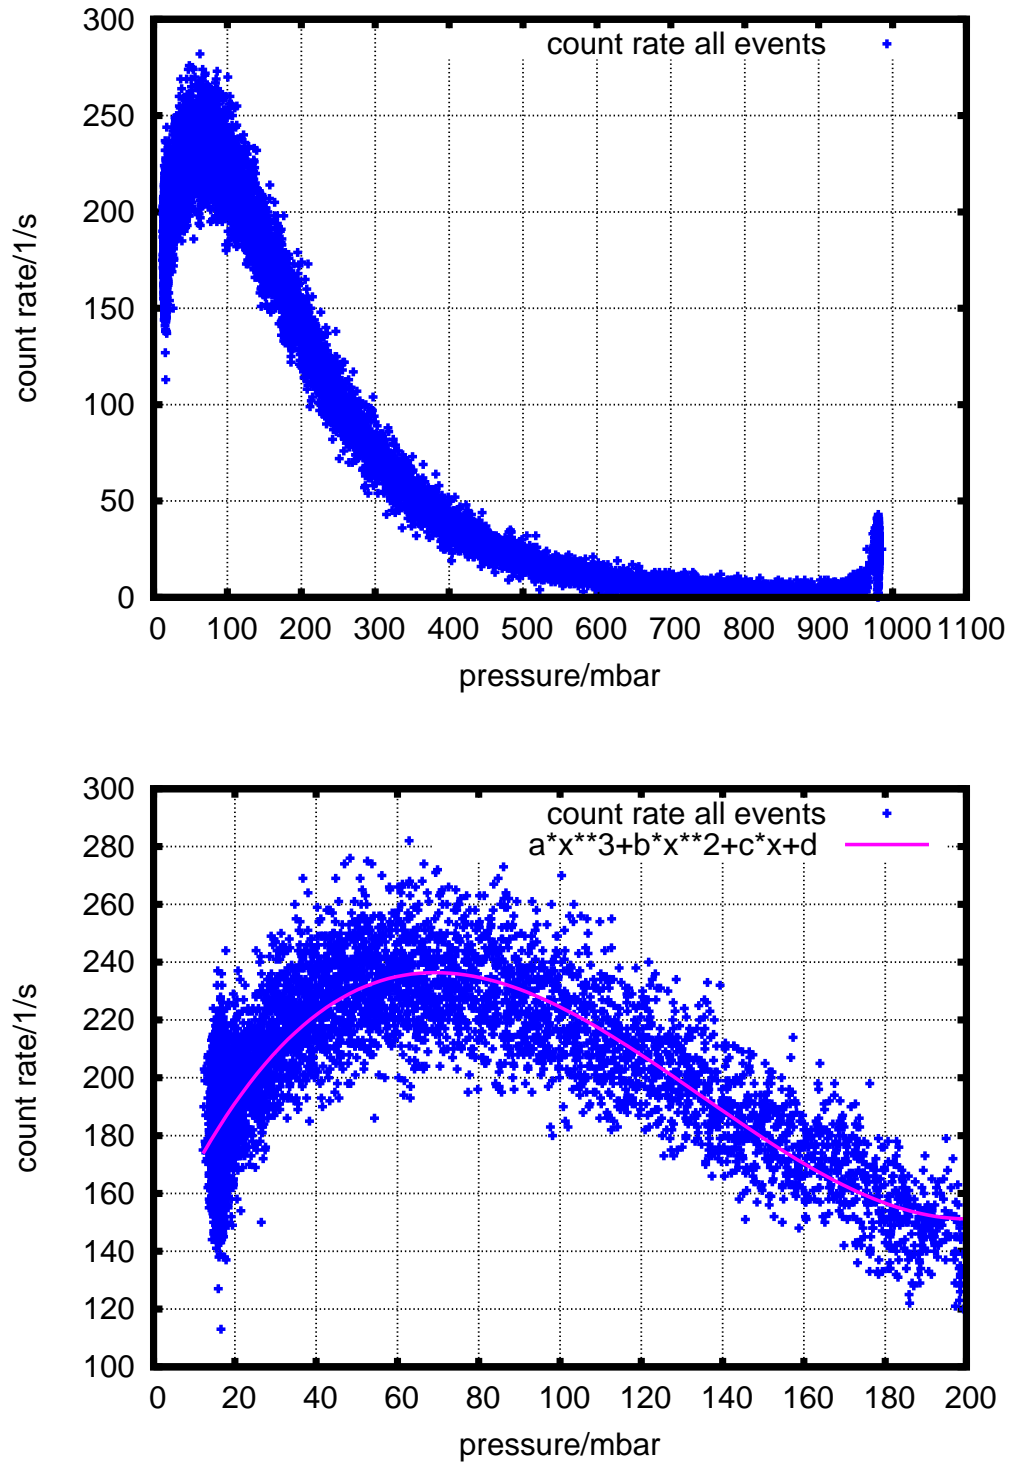 300
250
200
150
100
50
0
count rate/1/s
count rate all events
0 100 200 300 400 500 600 700 800 900 1000 1100
pressure/mbar
300
280
260
240
220
200
180
160
140
120
100
count rate/1/s
count rate all events
a*x**3+b*x**2+c*x+d
0 20 40 60 80 100 120 140 160 180 200
pressure/mbar